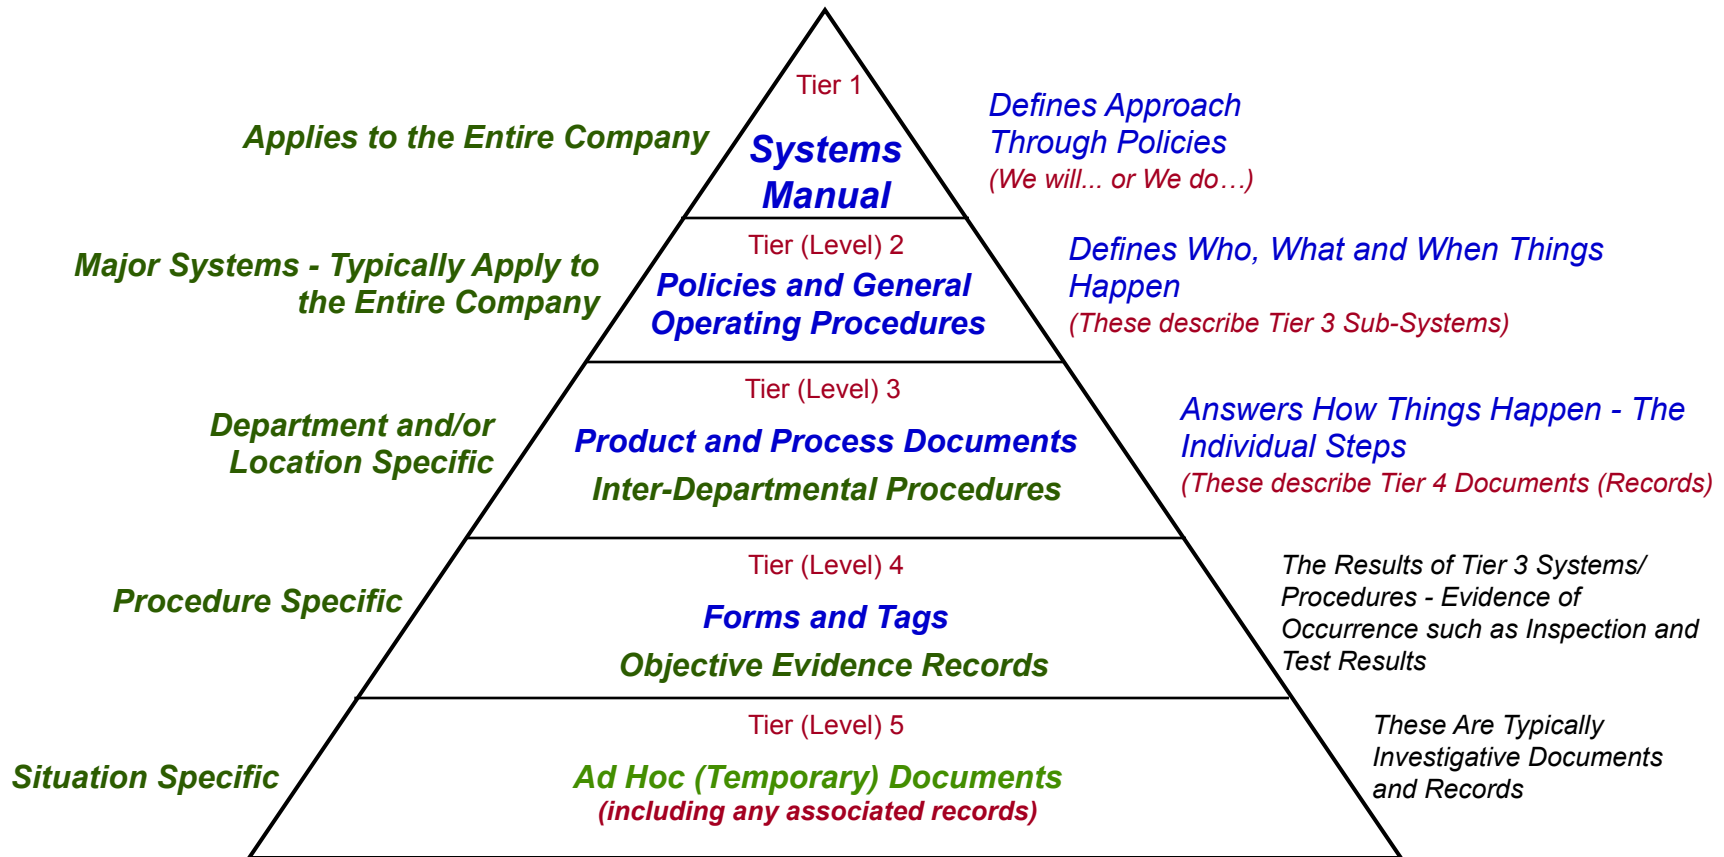 Tier 1
Applies to the Entire Company
Systems
Manual
Defines Approach
Through Policies
(We will... or We do…)
Major Systems - Typically Apply to
the Entire Company
Tier (Level) 2
Policies and General
Operating Procedures
Defines Who, What and When Things
Happen
(These describe Tier 3 Sub-Systems)
Department and/or
Location Specific
Tier (Level) 3
Product and Process Documents
Inter-Departmental Procedures
Answers How Things Happen - The
Individual Steps
(These describe Tier 4 Documents (Records)
Procedure Specific
Tier (Level) 4
Forms and Tags
Objective Evidence Records
The Results of Tier 3 Systems/
Procedures - Evidence of
Occurrence such as Inspection and
Test Results
Situation Specific
Tier (Level) 5
Ad Hoc (Temporary) Documents
(including any associated records)
These Are Typically
Investigative Documents
and Records